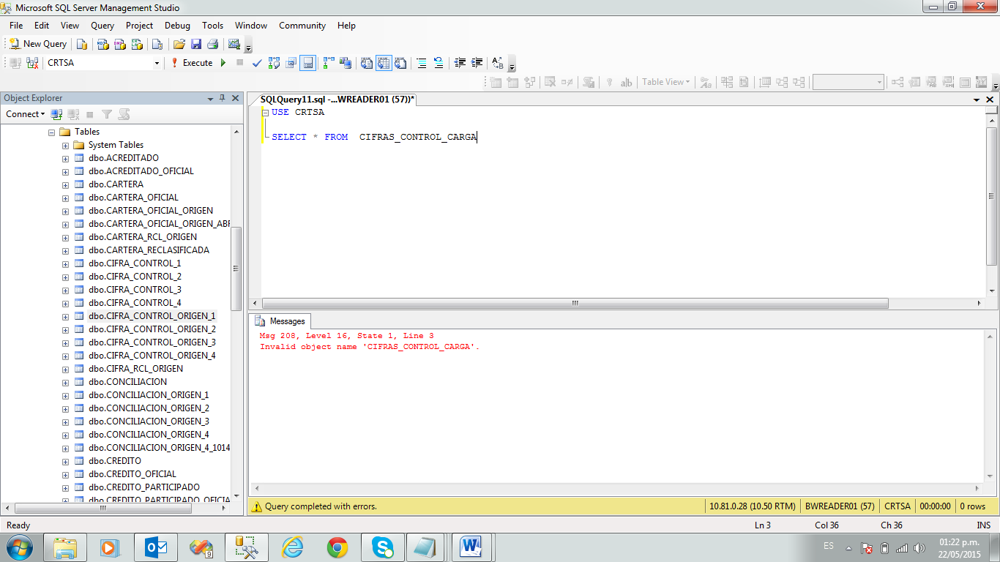 Microsoft SQL Server Management Studio
File Edit View Query Project Debug Tools Window Community Help
New Query
CRTSA Execute
Table View
Object Explorer
Connect
Tables
System Tables
dbo.ACREDITADO
dbo.ACREDITADO_OFICIAL
dbo.CARTERA
dbo.CARTERA_OFICIAL
dbo.CARTERA_OFICIAL_ORIGEN
dbo.CARTERA_OFICIAL_ORIGEN_ABF
dbo.CARTERA_RCL_ORIGEN
dbo.CARTERA_RECLASIFICADA
dbo.CIFRA_CONTROL_1
dbo.CIFRA_CONTROL_2
dbo.CIFRA_CONTROL_3
dbo.CIFRA_CONTROL_4
dbo.CIFRA_CONTROL_ORIGEN_1
dbo.CIFRA_CONTROL_ORIGEN_2
dbo.CIFRA_CONTROL_ORIGEN_3
dbo.CIFRA_CONTROL_ORIGEN_4
dbo.CIFRA_RCL_ORIGEN
dbo.CONCILIACION
dbo.CONCILIACION_ORIGEN_1
dbo.CONCILIACION_ORIGEN_2
dbo.CONCILIACION_ORIGEN_3
dbo.CONCILIACION_ORIGEN_4
dbo.CONCILIACION_ORIGEN_4_1014
dbo.CREDITO
dbo.CREDITO_OFICIAL
dbo.CREDITO_PARTICIPADO
dbo.CREDITO_PARTICIPADO_OFICIA
SQLQuery11.sql -...WREADER01 (57))*
USE CRTSA
SELECT * FROM CIFRAS_CONTROL_CARGA
Messages
Msg 208, Level 16, State 1, Line 3
Invalid object name 'CIFRAS_CONTROL_CARGA'.
Query completed with errors. 10.81.0.28 (10.50 RTM) BWREADER01 (57) CRTSA 00:00:00 0 rows
Ready Ln 3 Col 36 Ch 36 INS
ES 01:22 p.m.
22/05/2015